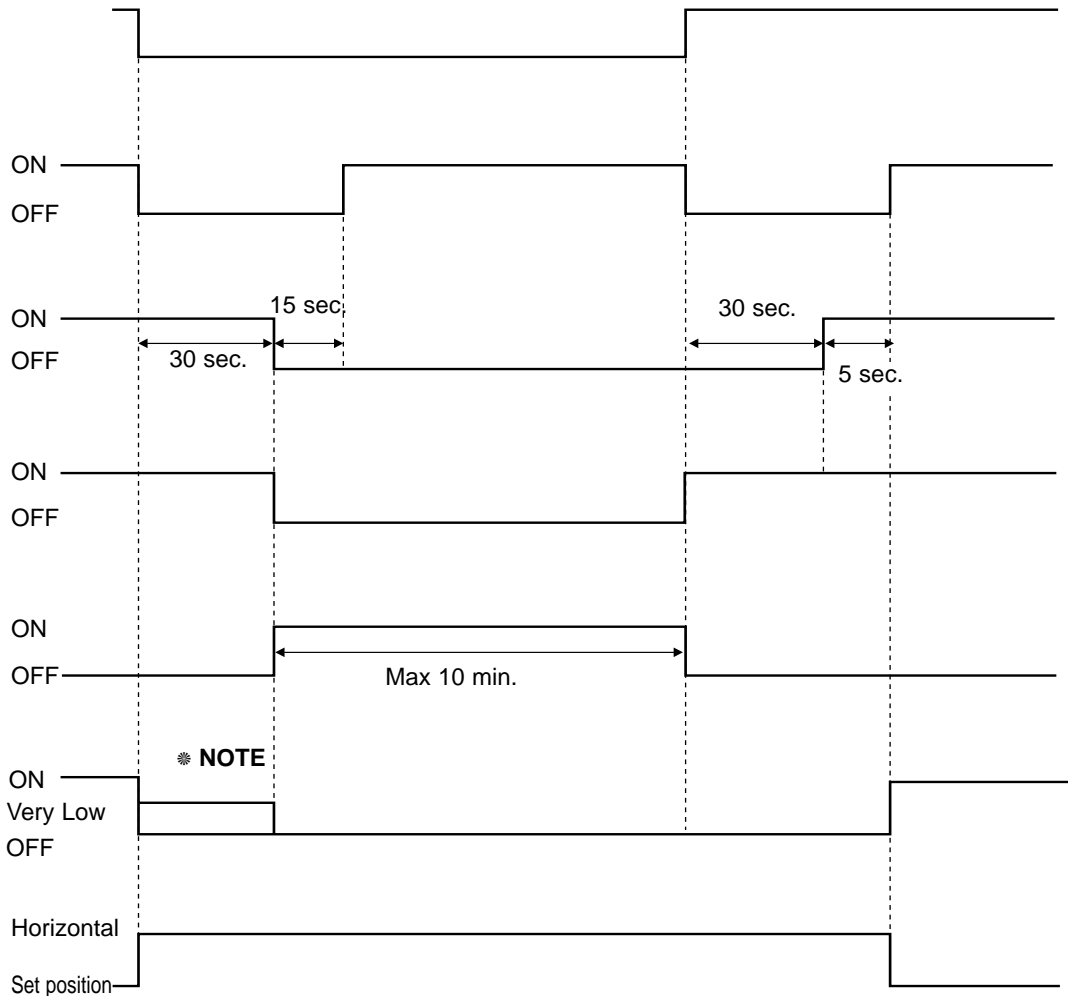 ON
OFF
15 sec.
30 sec.
ON
OFF
30 sec.
5 sec.
ON
OFF
ON
OFF
Max 10 min.
❊ NOTE
ON
Very Low
OFF
Horizontal
Set position